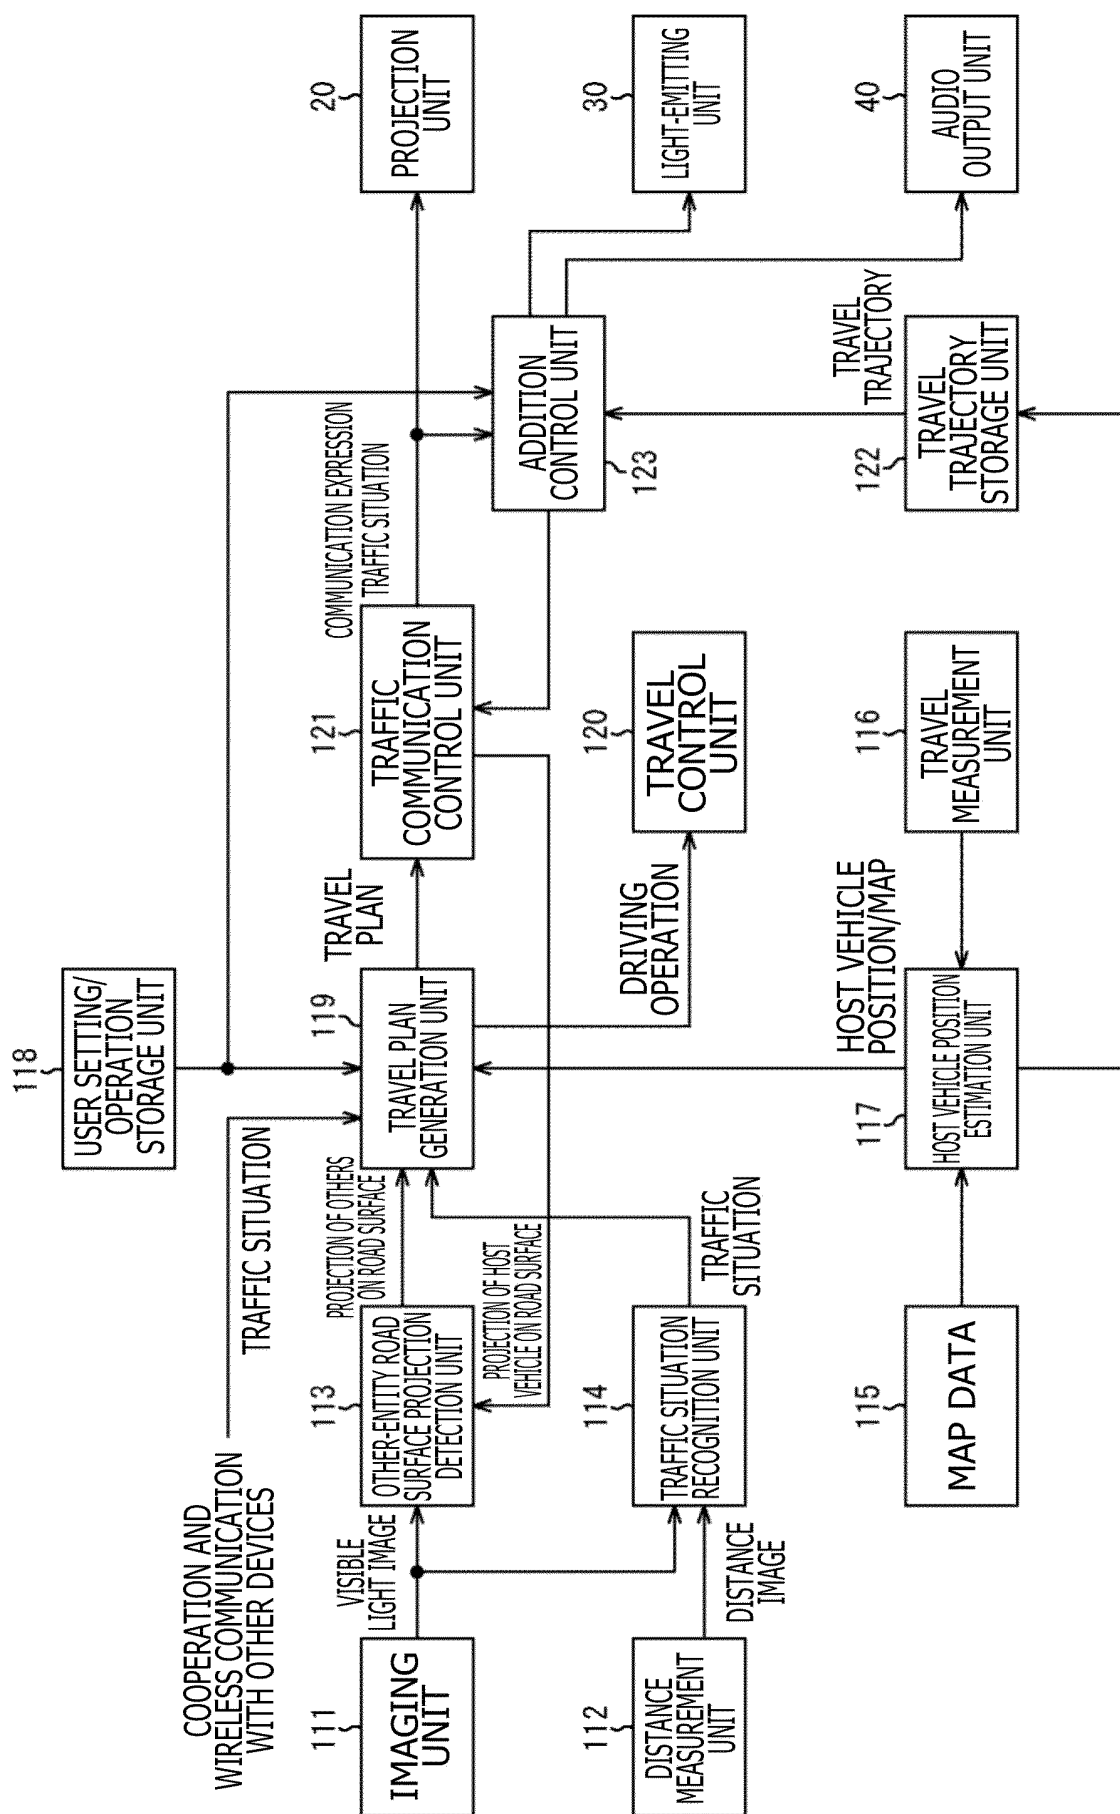 118
USER SETTING/
OPERATION
STORAGE UNIT
COOPERATION AND
WIRELESS COMMUNICATION
WITH OTHER DEVICES
TRAFFIC SITUATION
111
IMAGING
UNIT
VISIBLE
LIGHT IMAGE
113
OTHER-ENTITY ROAD
SURFACE PROJECTION
DETECTION UNIT
PROJECTION OF OTHERS
ON ROAD SURFACE
119
TRAVEL PLAN
GENERATION UNIT
TRAVEL
PLAN
121
TRAFFIC
COMMUNICATION
CONTROL UNIT
COMMUNICATION EXPRESSION
TRAFFIC SITUATION
20
PROJECTION
UNIT
PROJECTION OF HOST
VEHICLE ON ROAD SURFACE
ADDITION
CONTROL UNIT
123
112
DISTANCE
MEASUREMENT
UNIT
DISTANCE
IMAGE
114
TRAFFIC SITUATION
RECOGNITION UNIT
TRAFFIC
SITUATION
DRIVING
OPERATION
120
TRAVEL
CONTROL
UNIT
30
LIGHT-EMITTING
UNIT
115
MAP DATA
117
HOST VEHICLE POSITION
ESTIMATION UNIT
HOST VEHICLE
POSITION/MAP
116
TRAVEL
MEASUREMENT
UNIT
122
TRAVEL
TRAJECTORY
STORAGE UNIT
TRAVEL
TRAJECTORY
40
AUDIO
OUTPUT UNIT